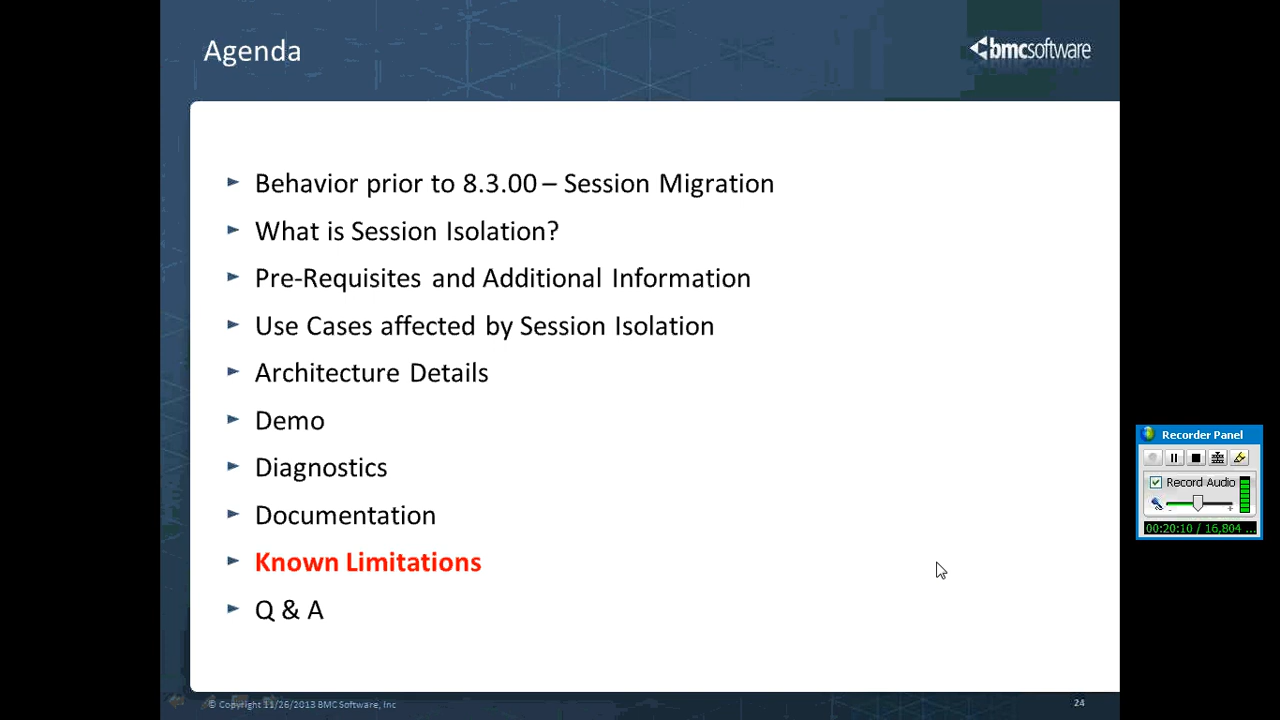 Agenda
bmcsoftware
Behavior prior to 8.3.00 – Session Migration
What is Session Isolation?
Pre-Requisites and Additional Information
Use Cases affected by Session Isolation
Architecture Details
Demo
Diagnostics
Documentation
Known Limitations
Q & A
Recorder Panel
Record Audio
- +
00:20:10 / 16,804 ...
© Copyright 11/26/2013 BMC Software, Inc
24